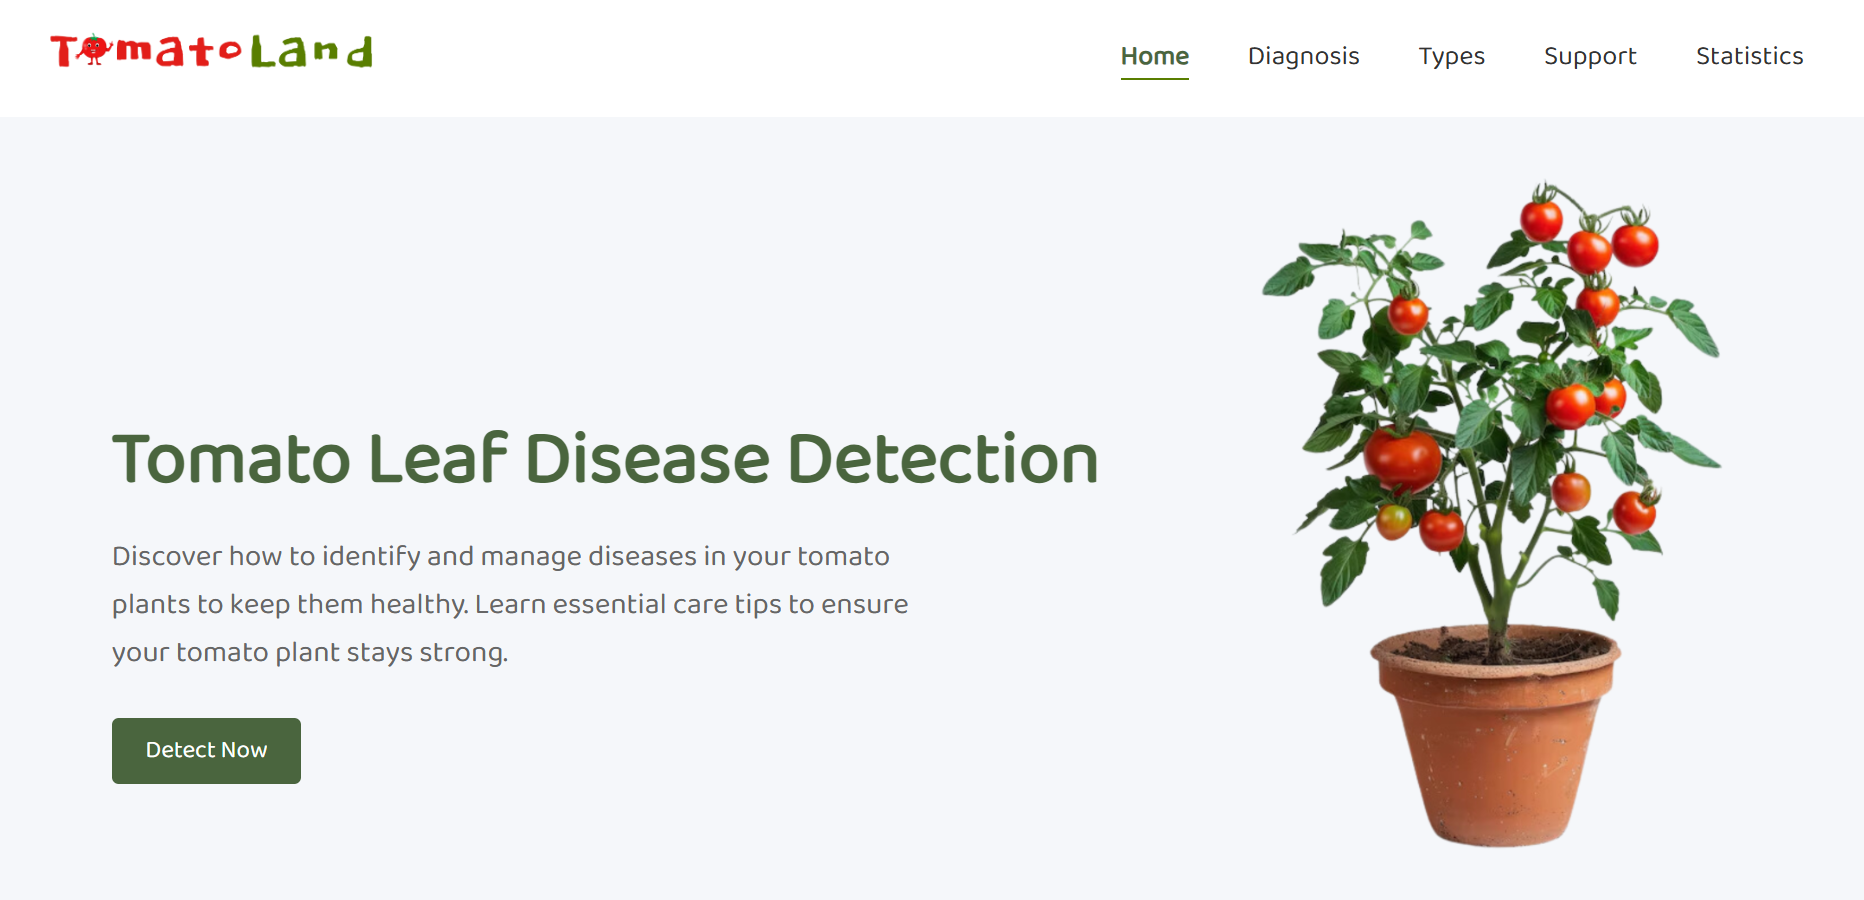 TomatoLand
Home Diagnosis Types Support Statistics
Tomato Leaf Disease Detection
Discover how to identify and manage diseases in your tomato
plants to keep them healthy. Learn essential care tips to ensure
your tomato plant stays strong.
Detect Now